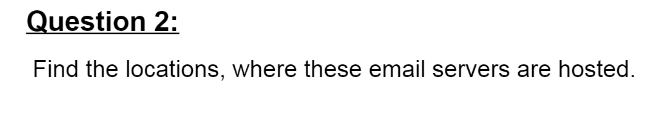 Question 2:
Find the locations, where these email servers are hosted.